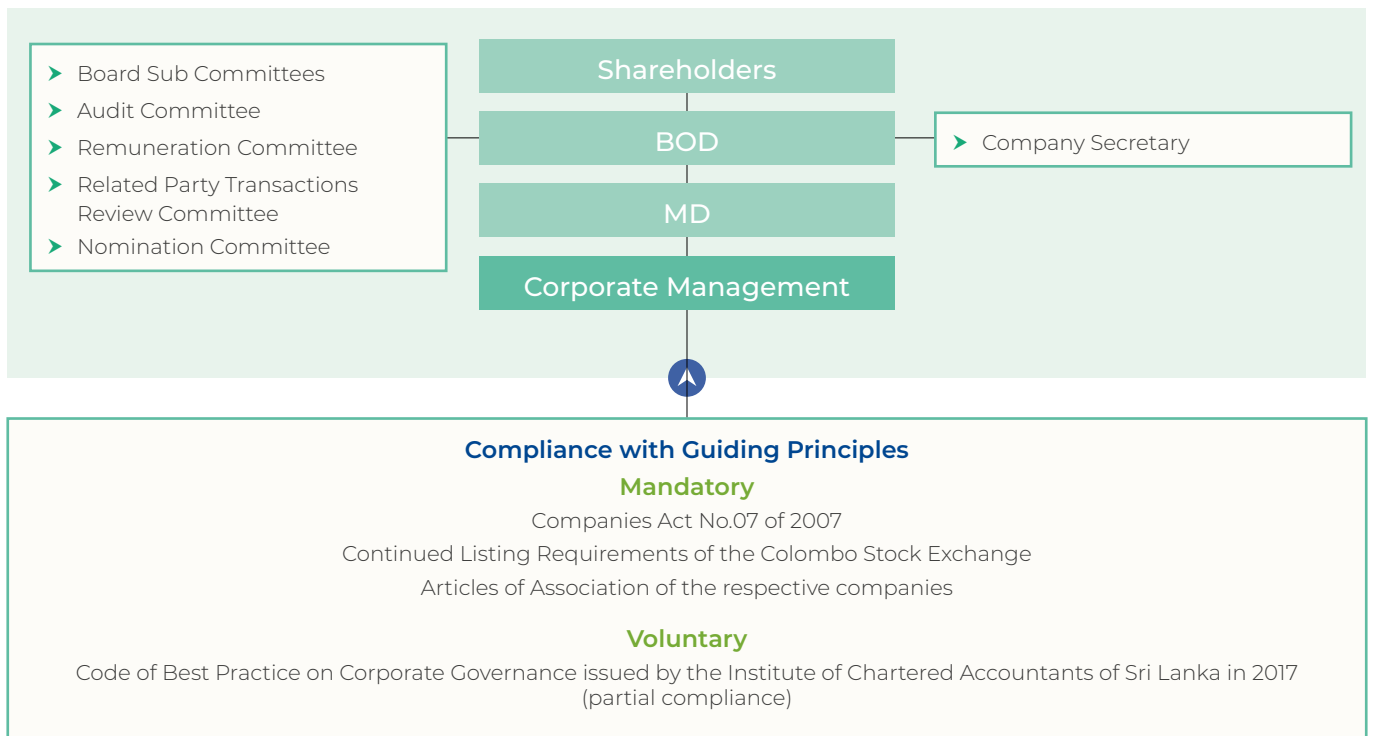 Board Sub Committees
Audit Committee
Remuneration Committee
Related Party Transactions
Review Committee
Nomination Committee
Shareholders
BOD
MD
Corporate Management
Company Secretary
Compliance with Guiding Principles
Mandatory
Companies Act No.07 of 2007
Continued Listing Requirements of the Colombo Stock Exchange
Articles of Association of the respective companies
Voluntary
Code of Best Practice on Corporate Governance issued by the Institute of Chartered Accountants of Sri Lanka in 2017
(partial compliance)